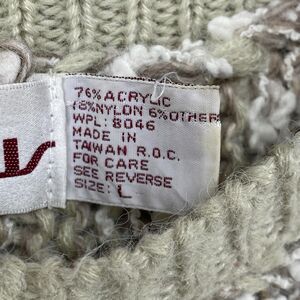 76% ACRYLIC
18%NYLON 6%OTHER
WPL: 8046
MADE IN
TAIWAN R.O.C.
FOR CARE
SEE REVERSE
SIZE: L